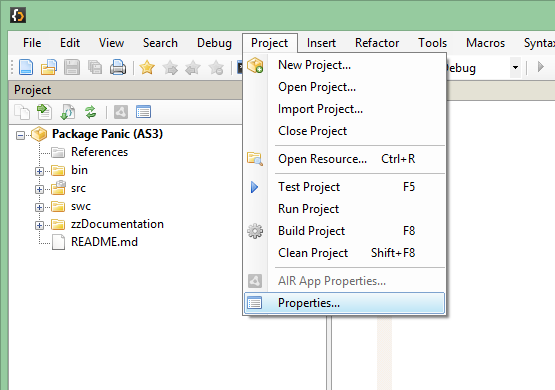 File Edit View Search Debug Project Insert Refactor Tools Macros
ebug
Project
New Project...
Open Project...
Import Project...
Close Project
Open Resource... Ctrl+R
Test Project F5
Run Project
Build Project F8
Clean Project Shift+F8
AIR App Properties...
Properties...
Package Panic (AS3)
References
bin
src
swc
zzDocumentation
README.md